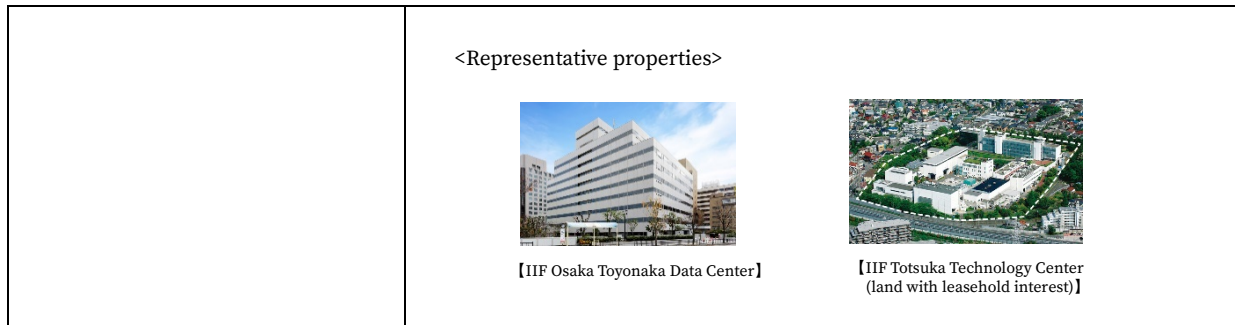 <Representative properties>
【IIF Osaka Toyonaka Data Center】
【IIF Totsuka Technology Center
(land with leasehold interest)】